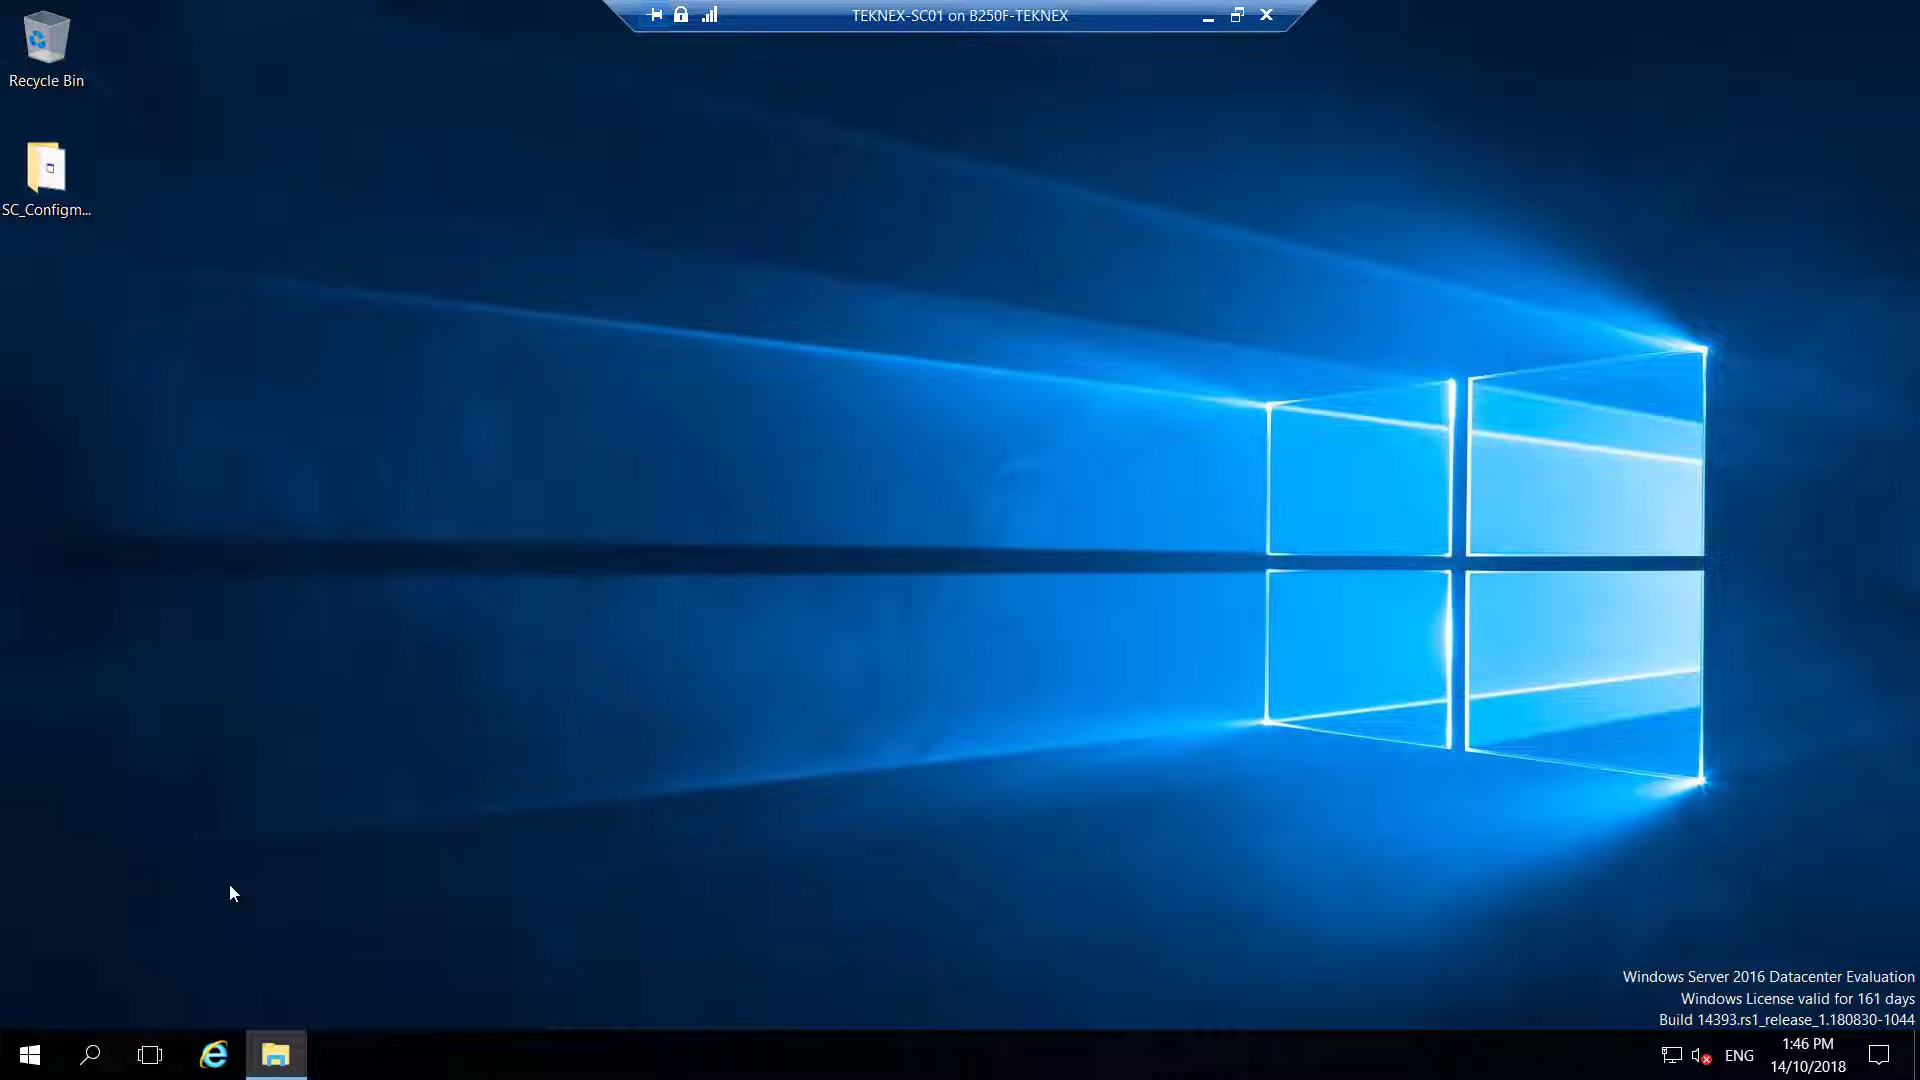 TEKNEX-SC01 on B250F-TEKNEX
Recycle Bin
SC_Configm...
Windows Server 2016 Datacenter Evaluation
Windows License valid for 161 days
Build 14393.rs1_release_1.180830-1044
ENG
1:46 PM
14/10/2018